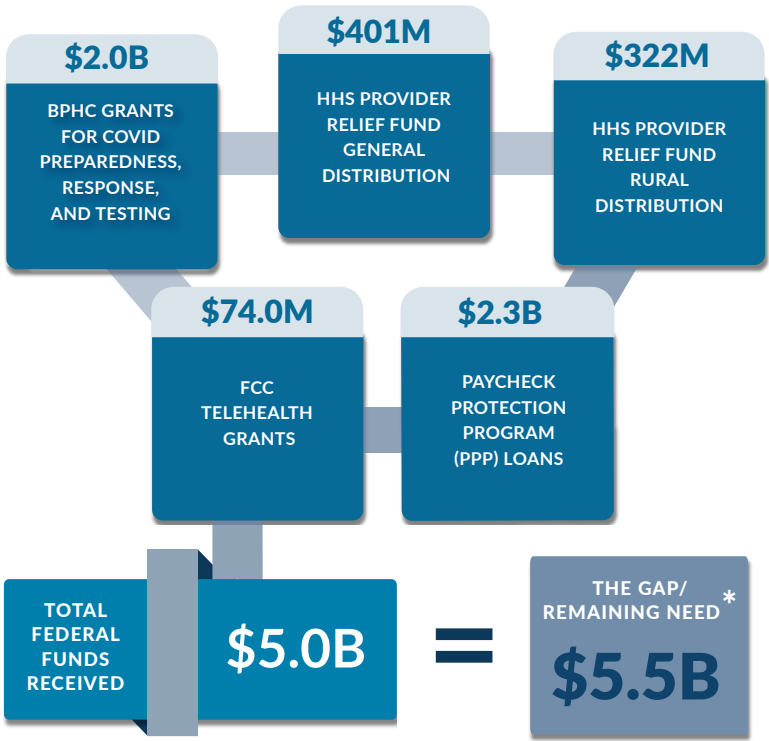 $2.0B
BPHC GRANTS
FOR COVID
PREPAREDNESS,
RESPONSE,
AND TESTING
$401M
HHS PROVIDER
RELIEF FUND
GENERAL
DISTRIBUTION
$322M
HHS PROVIDER
RELIEF FUND
RURAL
DISTRIBUTION
$74.0M
FCC
TELEHEALTH
GRANTS
$2.3B
PAYCHECK
PROTECTION
PROGRAM
(PPP) LOANS
TOTAL
FEDERAL
FUNDS
RECEIVED
$5.0B
=
THE GAP/
REMAINING NEED*
$5.5B